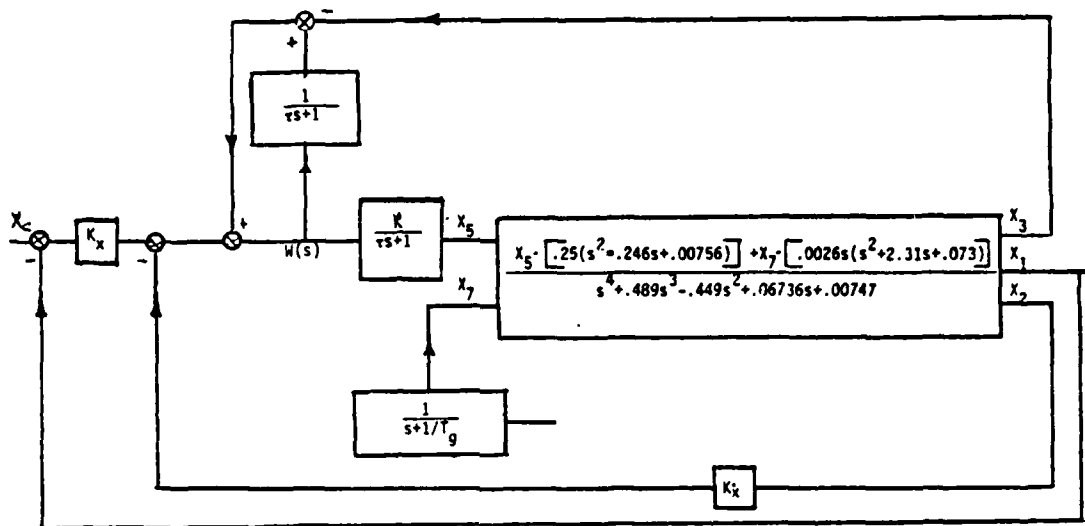 -
+
1
τs+1
X_c
-
K_x
-
+
W(s)
K
τs+1
X_5
X_7
X_5·[.25(s^2=.246s+.00756)] +X_7·[.0026s(s^2+2.31s+.073)]
s^4+.489s^3-.449s^2+.06736s+.00747
X_3
X_1
X_2
1
s+1/T_g
K_ẋ